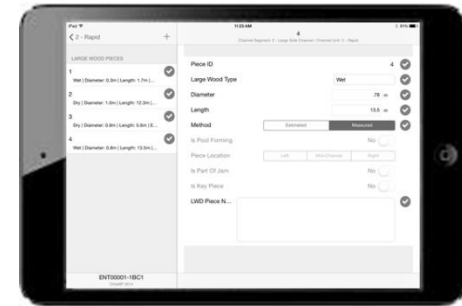 iPad
11:23 AM
2 - Rapid
+
4
LARGE WOOD PIECES
1
Wet | Diameter: 0.4m | Length: 1.7m |...
2
Dry | Diameter: 1.0m | Length: 12.3m |...
3
Dry | Diameter: 0.8m | Length: 5.8m | E...
4
Wet | Diameter: 0.8m | Length: 13.5m |...
Piece ID 4
Large Wood Type Wet
Diameter .78 m
Length 13.5 m
Method Estimated Measured
Is Pool Forming No
Piece Location Left Mid-Channel Right
Is Part Of Jam No
Is Key Piece No
LWD Piece N...
ENT00001-1BC1